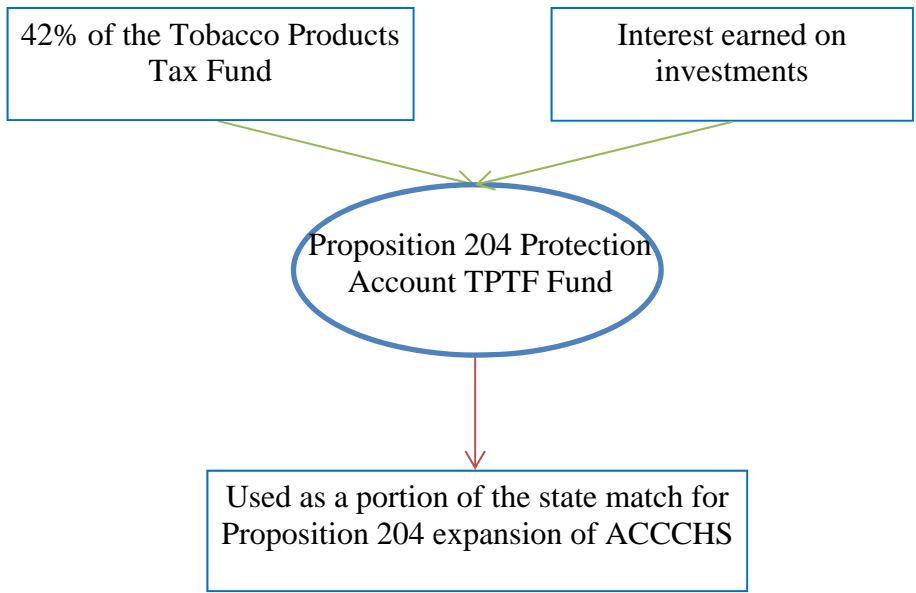 42% of the Tobacco Products
Tax Fund
Interest earned on
investments
Proposition 204 Protection
Account TPTF Fund
Used as a portion of the state match for
Proposition 204 expansion of ACCCHS